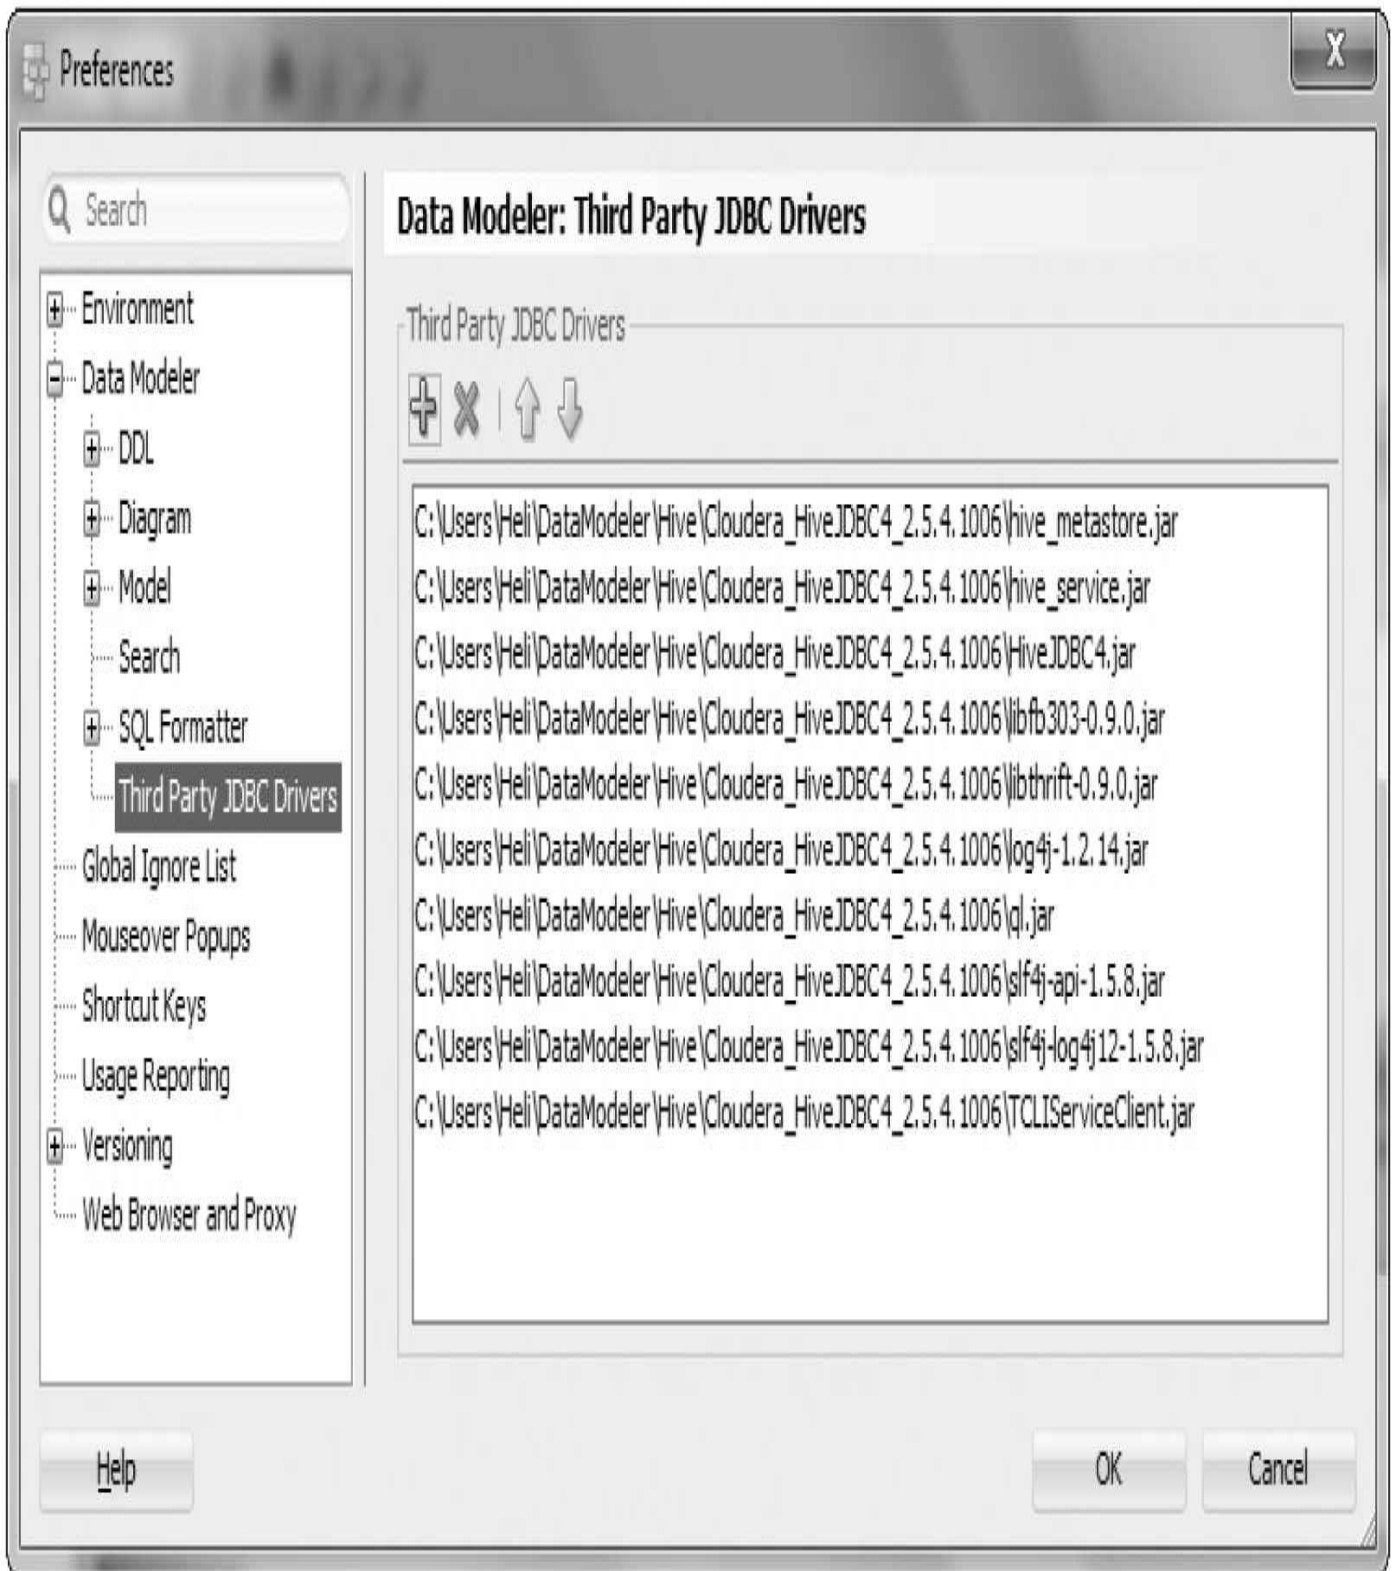 Preferences
X
Search
Environment
Data Modeler
DDL
Diagram
Model
Search
SQL Formatter
Third Party JDBC Drivers
Global Ignore List
Mouseover Popups
Shortcut Keys
Usage Reporting
Versioning
Web Browser and Proxy
Data Modeler: Third Party JDBC Drivers
Third Party JDBC Drivers
C:\Users\Heli\DataModeler\Hive\Cloudera_HiveJDBC4_2.5.4.1006\hive_metastore.jar
C:\Users\Heli\DataModeler\Hive\Cloudera_HiveJDBC4_2.5.4.1006\hive_service.jar
C:\Users\Heli\DataModeler\Hive\Cloudera_HiveJDBC4_2.5.4.1006\HiveJDBC4.jar
C:\Users\Heli\DataModeler\Hive\Cloudera_HiveJDBC4_2.5.4.1006\libfb303-0.9.0.jar
C:\Users\Heli\DataModeler\Hive\Cloudera_HiveJDBC4_2.5.4.1006\libthrift-0.9.0.jar
C:\Users\Heli\DataModeler\Hive\Cloudera_HiveJDBC4_2.5.4.1006\log4j-1.2.14.jar
C:\Users\Heli\DataModeler\Hive\Cloudera_HiveJDBC4_2.5.4.1006\ql.jar
C:\Users\Heli\DataModeler\Hive\Cloudera_HiveJDBC4_2.5.4.1006\slf4j-api-1.5.8.jar
C:\Users\Heli\DataModeler\Hive\Cloudera_HiveJDBC4_2.5.4.1006\slf4j-log4j12-1.5.8.jar
C:\Users\Heli\DataModeler\Hive\Cloudera_HiveJDBC4_2.5.4.1006\TCLIServiceClient.jar
Help
OK
Cancel